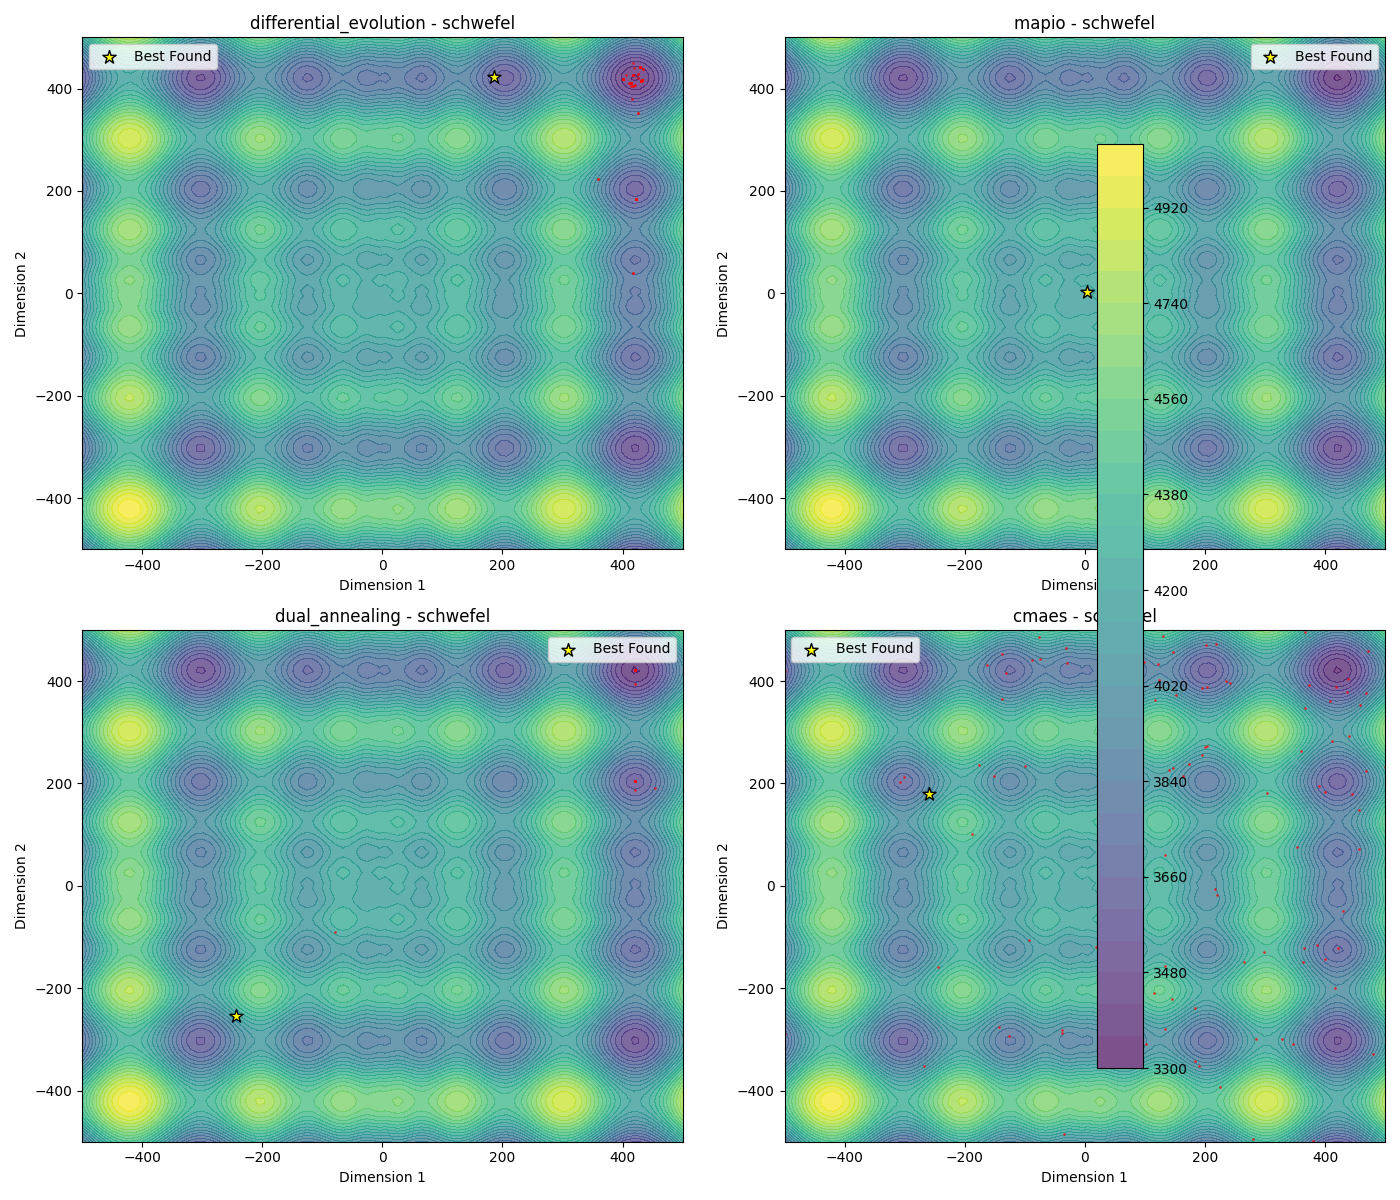 differential_evolution - schwefel
Best Found
400
200
0
−200
−400
Dimension 2
−400 −200 0 200 400
Dimension 1
mapio - schwefel
Best Found
400
200
0
−200
−400
Dimension 2
−400 −200 0 200 400
Dimensi
dual_annealing - schwefel
Best Found
400
200
0
−200
−400
Dimension 2
−400 −200 0 200 400
Dimension 1
cmaes - sc efel
Best Found
400
200
0
−200
−400
Dimension 2
−400 −200 0 200 400
Dimension 1
4920
4740
4560
4380
4200
4020
3840
3660
3480
3300